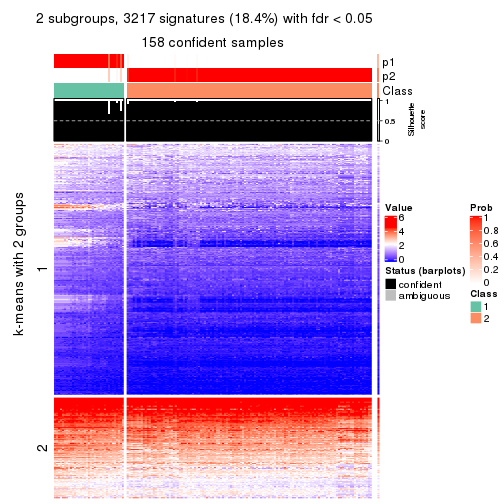 2 subgroups, 3217 signatures (18.4%) with fdr < 0.05
158 confident samples
p1
p2
Class
1
0.5
0
Silhouette
score
k-means with 2 groups
1
2
Value
6
4
2
0
Status (barplots)
confident
ambiguous
Prob
1
0.8
0.6
0.4
0.2
0
Class
1
2